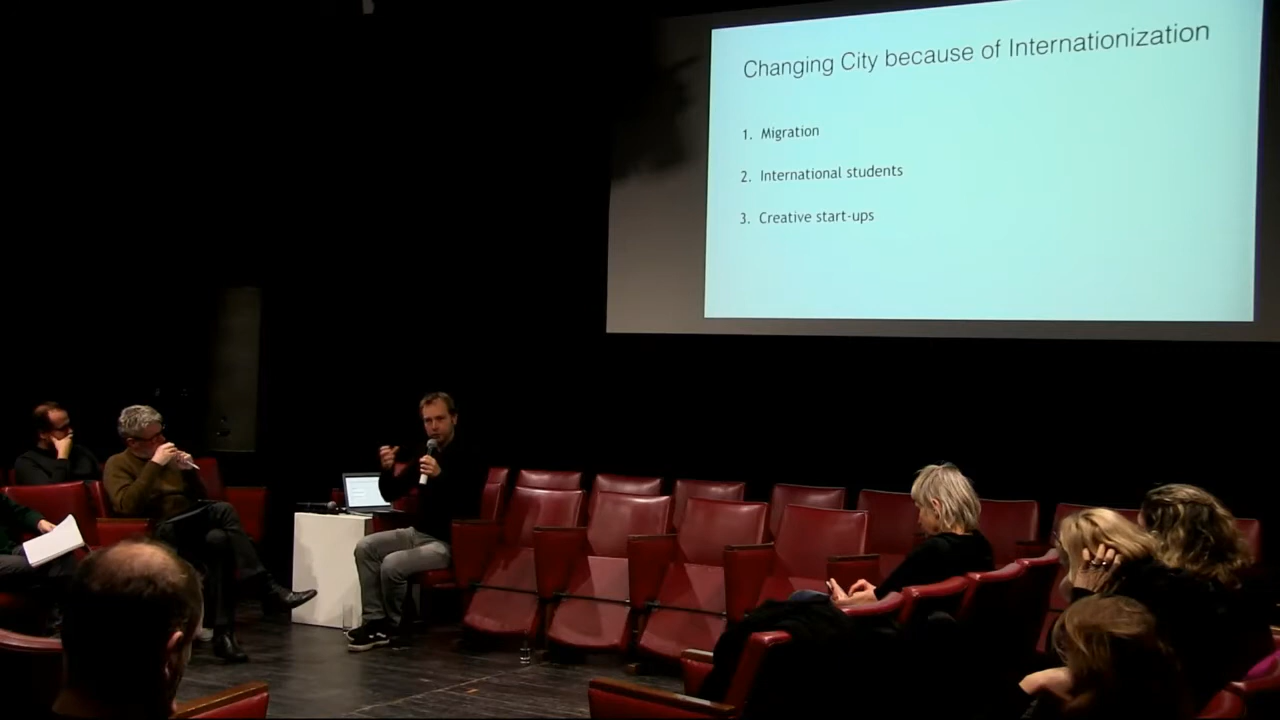 Changing City because of Internationization
1. Migration
2. International students
3. Creative start-ups